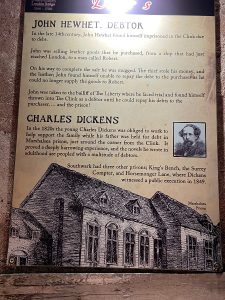 JOHN HEWHET, DEBTOR
In the late 14th century, John Hewhet found himself imprisoned in the Clink due
to debt.
John was selling leather goods that he purchased, from a ship that had just
reached London, to a man called Robert.
On his way to complete the sale he was mugged. The thief stole his money, and
the John found himself unable to repay the debt to the purchaser he
could no longer supply the goods to Robert.
John was taken to the bailiff of The Liberty where he faced trial and found himself
thrown into The Clink as a debtor until he could repay his debts to the
purchaser..... and the prison!
CHARLES DICKENS
In the 1820s the young Charles Dickens was obliged to work to
help support the family while his father was held for debt in
Marshalsea prison, just around the corner from the Clink. It
proved a deeply harrowing experience, and the novels he wrote in
adulthood are peopled with a multitude of debtors.
Southwark had three other prisons; King's Bench, the Surrey
Compter, and Horsemonger Lane, where Dickens
witnessed a public execution in 1849.
Marshalsea
Prison